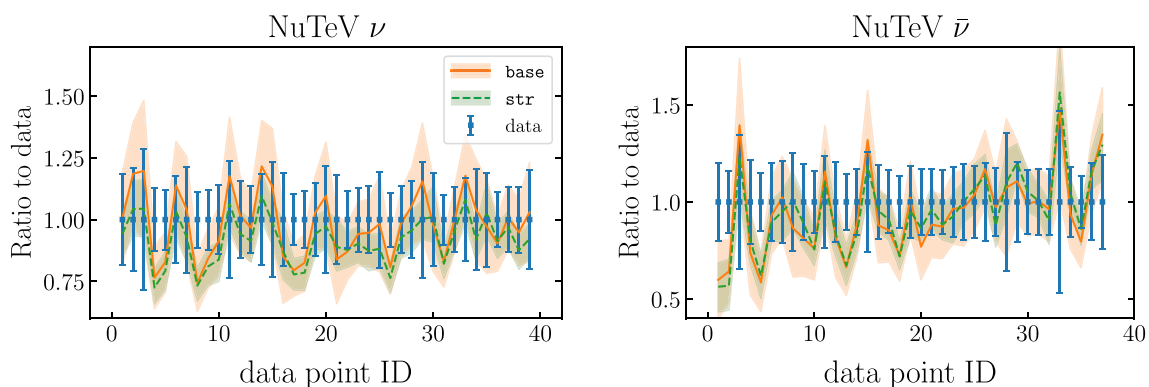 NuTeV ν
Ratio to data
1.50
1.25
1.00
0.75
base
str
data
0 10 20 30 40
data point ID
NuTeV ν̄
Ratio to data
1.5
1.0
0.5
0 10 20 30 40
data point ID